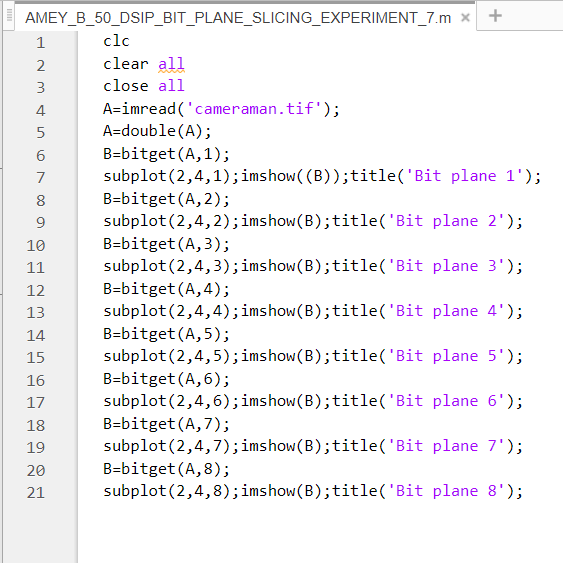 AMEY_B_50_DSIP_BIT_PLANE_SLICING_EXPERIMENT_7.m × +
1 clc
2 clear all
3 close all
4 A=imread('cameraman.tif');
5 A=double(A);
6 B=bitget(A,1);
7 subplot(2,4,1);imshow((B));title('Bit plane 1');
8 B=bitget(A,2);
9 subplot(2,4,2);imshow(B);title('Bit plane 2');
10 B=bitget(A,3);
11 subplot(2,4,3);imshow(B);title('Bit plane 3');
12 B=bitget(A,4);
13 subplot(2,4,4);imshow(B);title('Bit plane 4');
14 B=bitget(A,5);
15 subplot(2,4,5);imshow(B);title('Bit plane 5');
16 B=bitget(A,6);
17 subplot(2,4,6);imshow(B);title('Bit plane 6');
18 B=bitget(A,7);
19 subplot(2,4,7);imshow(B);title('Bit plane 7');
20 B=bitget(A,8);
21 subplot(2,4,8);imshow(B);title('Bit plane 8');